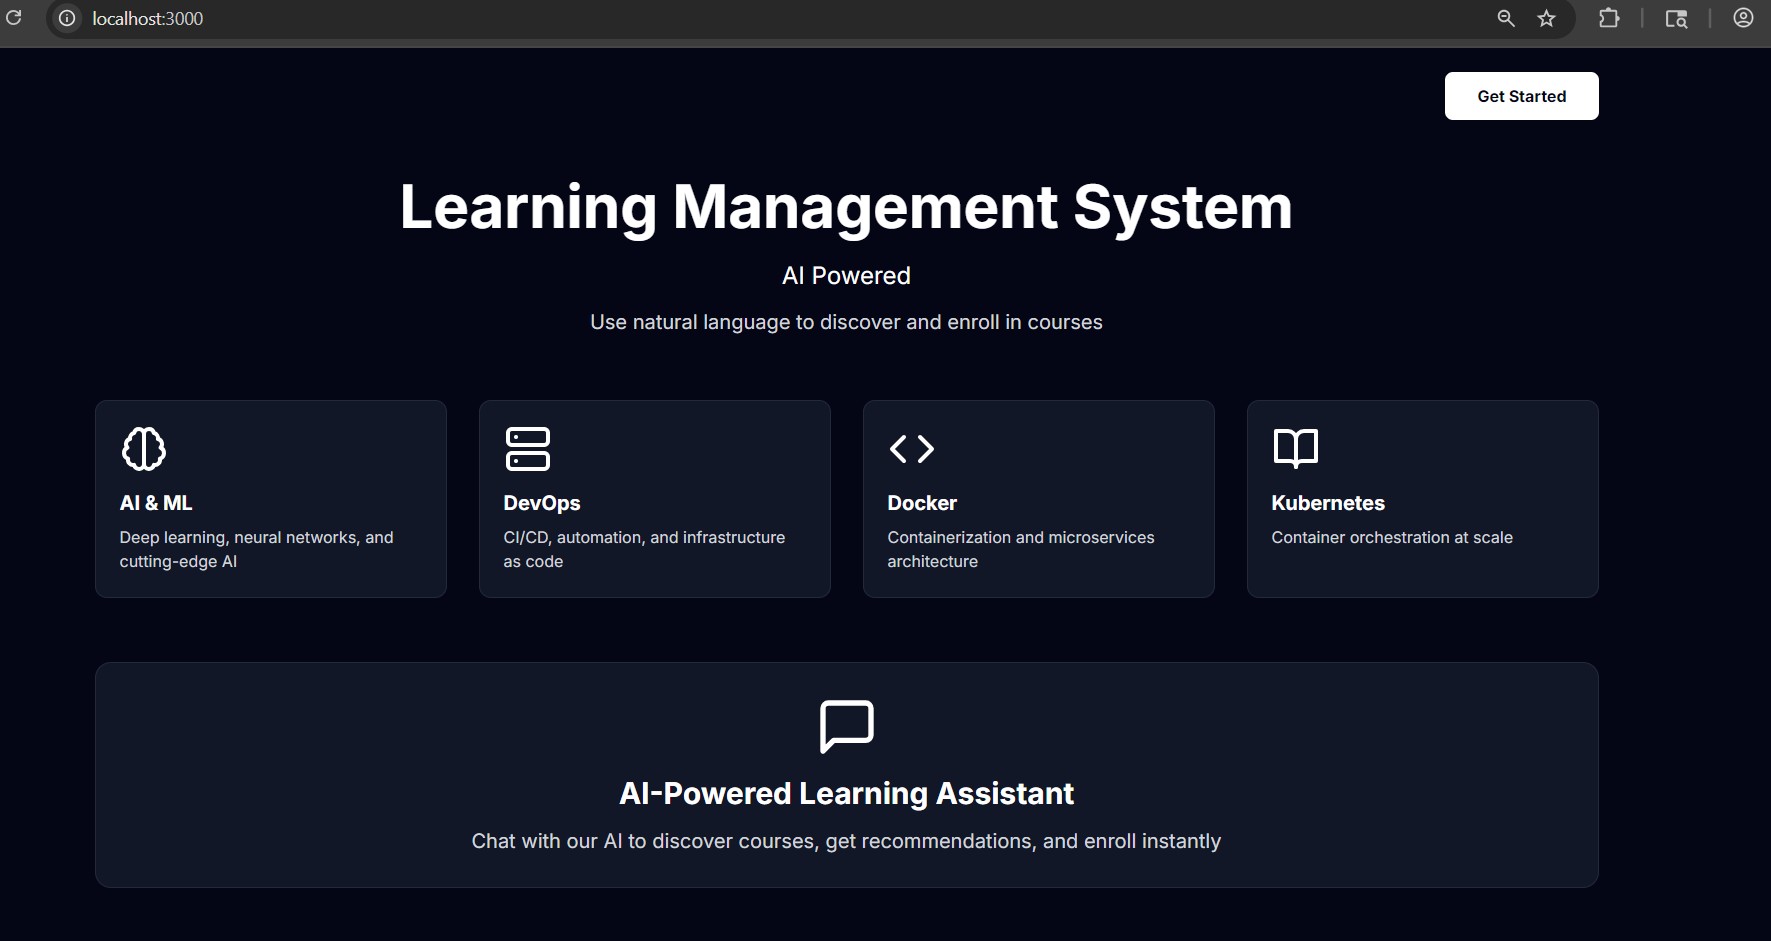 localhost:3000
Get Started
Learning Management System
AI Powered
Use natural language to discover and enroll in courses
AI & ML
Deep learning, neural networks, and
cutting-edge AI
DevOps
CI/CD, automation, and infrastructure
as code
Docker
Containerization and microservices
architecture
Kubernetes
Container orchestration at scale
AI-Powered Learning Assistant
Chat with our AI to discover courses, get recommendations, and enroll instantly